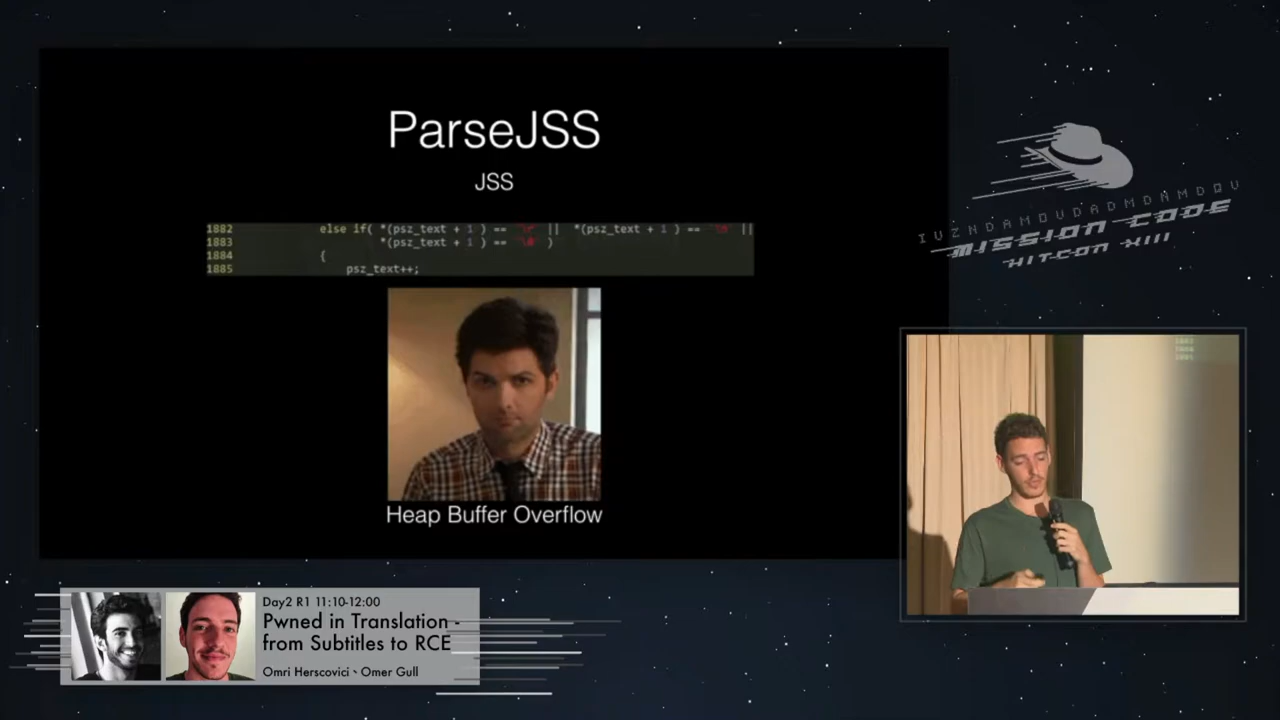 ParseJSS
JSS
1882 else if( *(psz_text + 1 ) == '\r' || *(psz_text + 1 ) == '\n' ||
1883 *(psz_text + 1 ) == '\0' )
1884 {
1885 psz_text++;
Heap Buffer Overflow
MISSION CODE
HITCON XIII
Day2 R1 11:10-12:00
Pwned in Translation -
from Subtitles to RCE
Omri Herscovici、Omer Gull